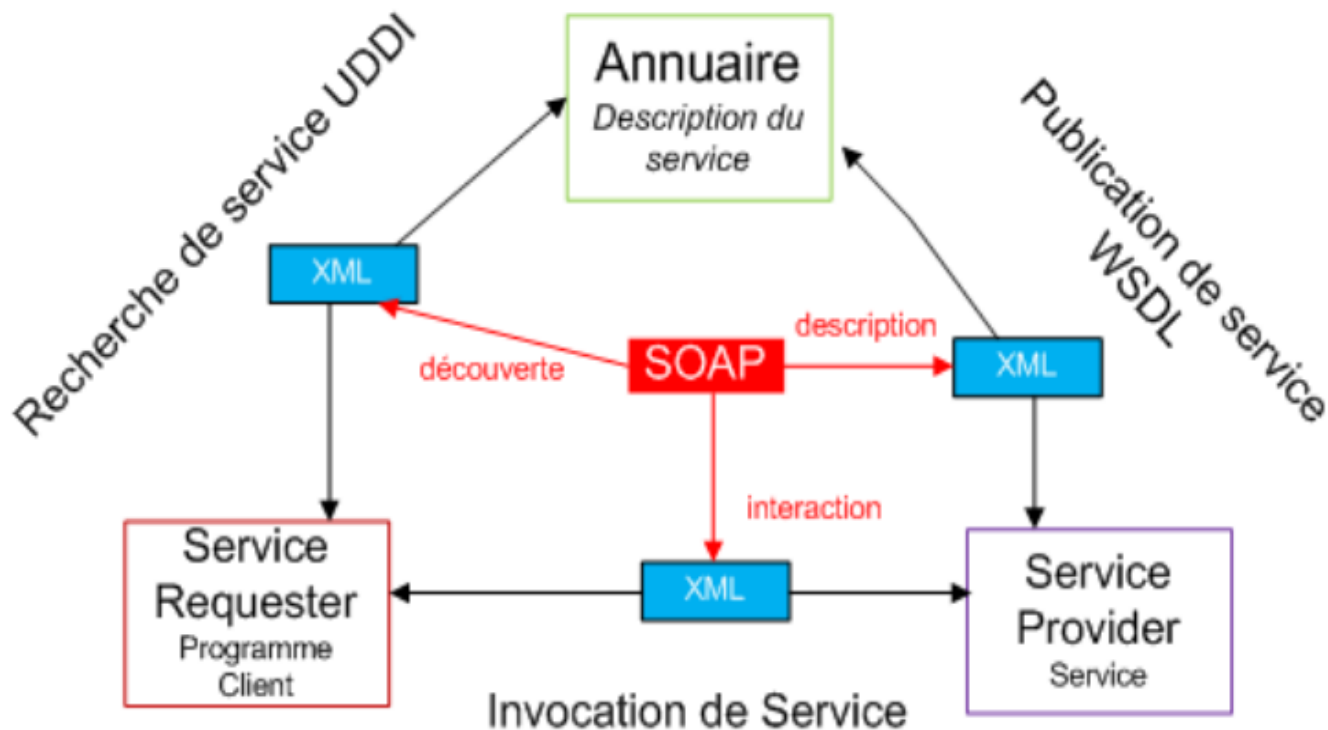 Recherche de service UDDI
Annuaire
Description du
service
Publication de service
WSDL
XML
découverte
SOAP
description
XML
interaction
XML
Service
Requester
Programme
Client
Service
Provider
Service
Invocation de Service